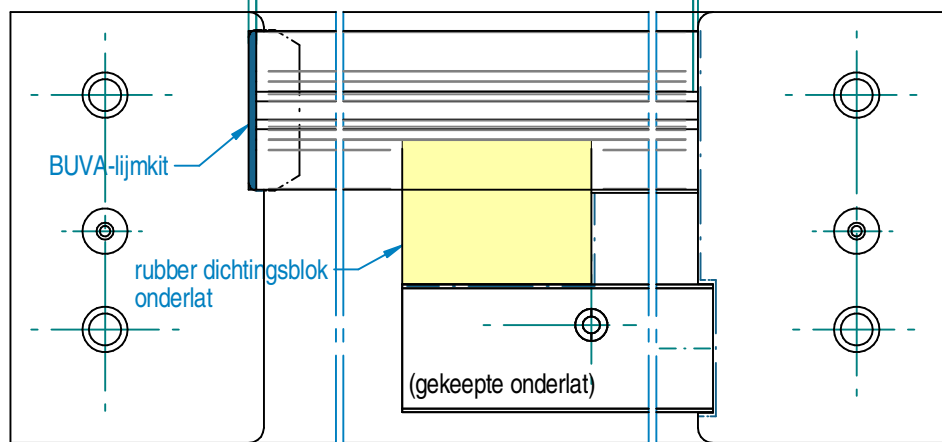 BUVA-lijmkit
rubber dichtingsblok
onderlat
(gekeepte onderlat)